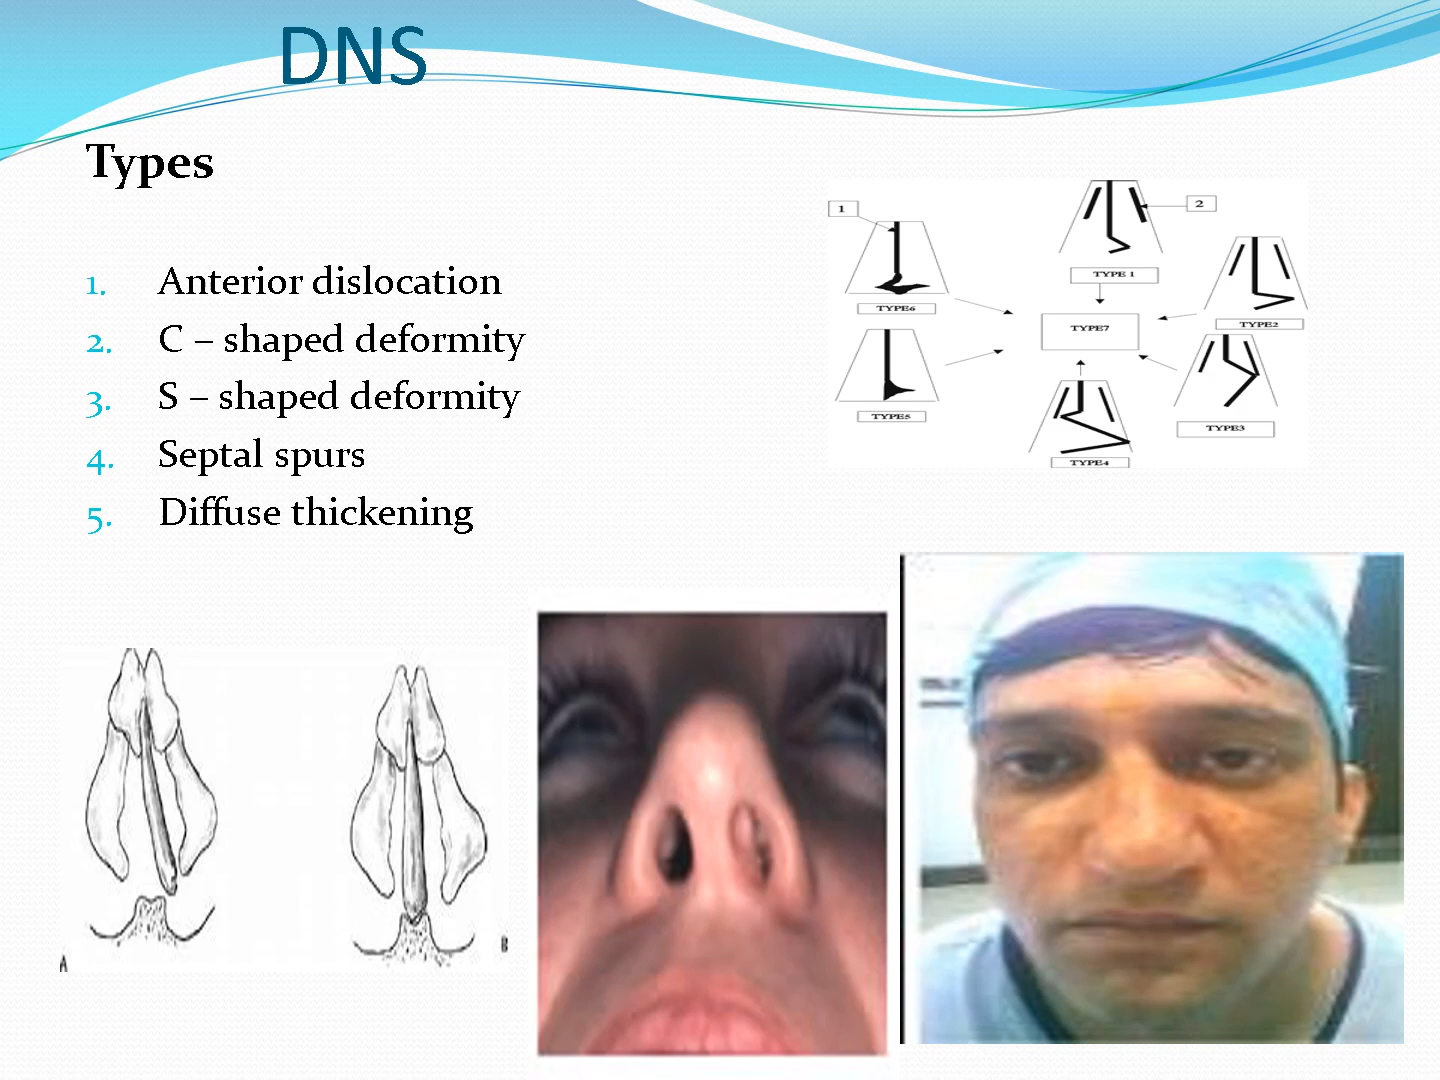 DNS
Types
1. Anterior dislocation
2. C – shaped deformity
3. S – shaped deformity
4. Septal spurs
5. Diffuse thickening
1
2
TYPE 1
TYPE6
TYPE7
TYPE2
TYPE5
TYPE3
TYPE4
A
B